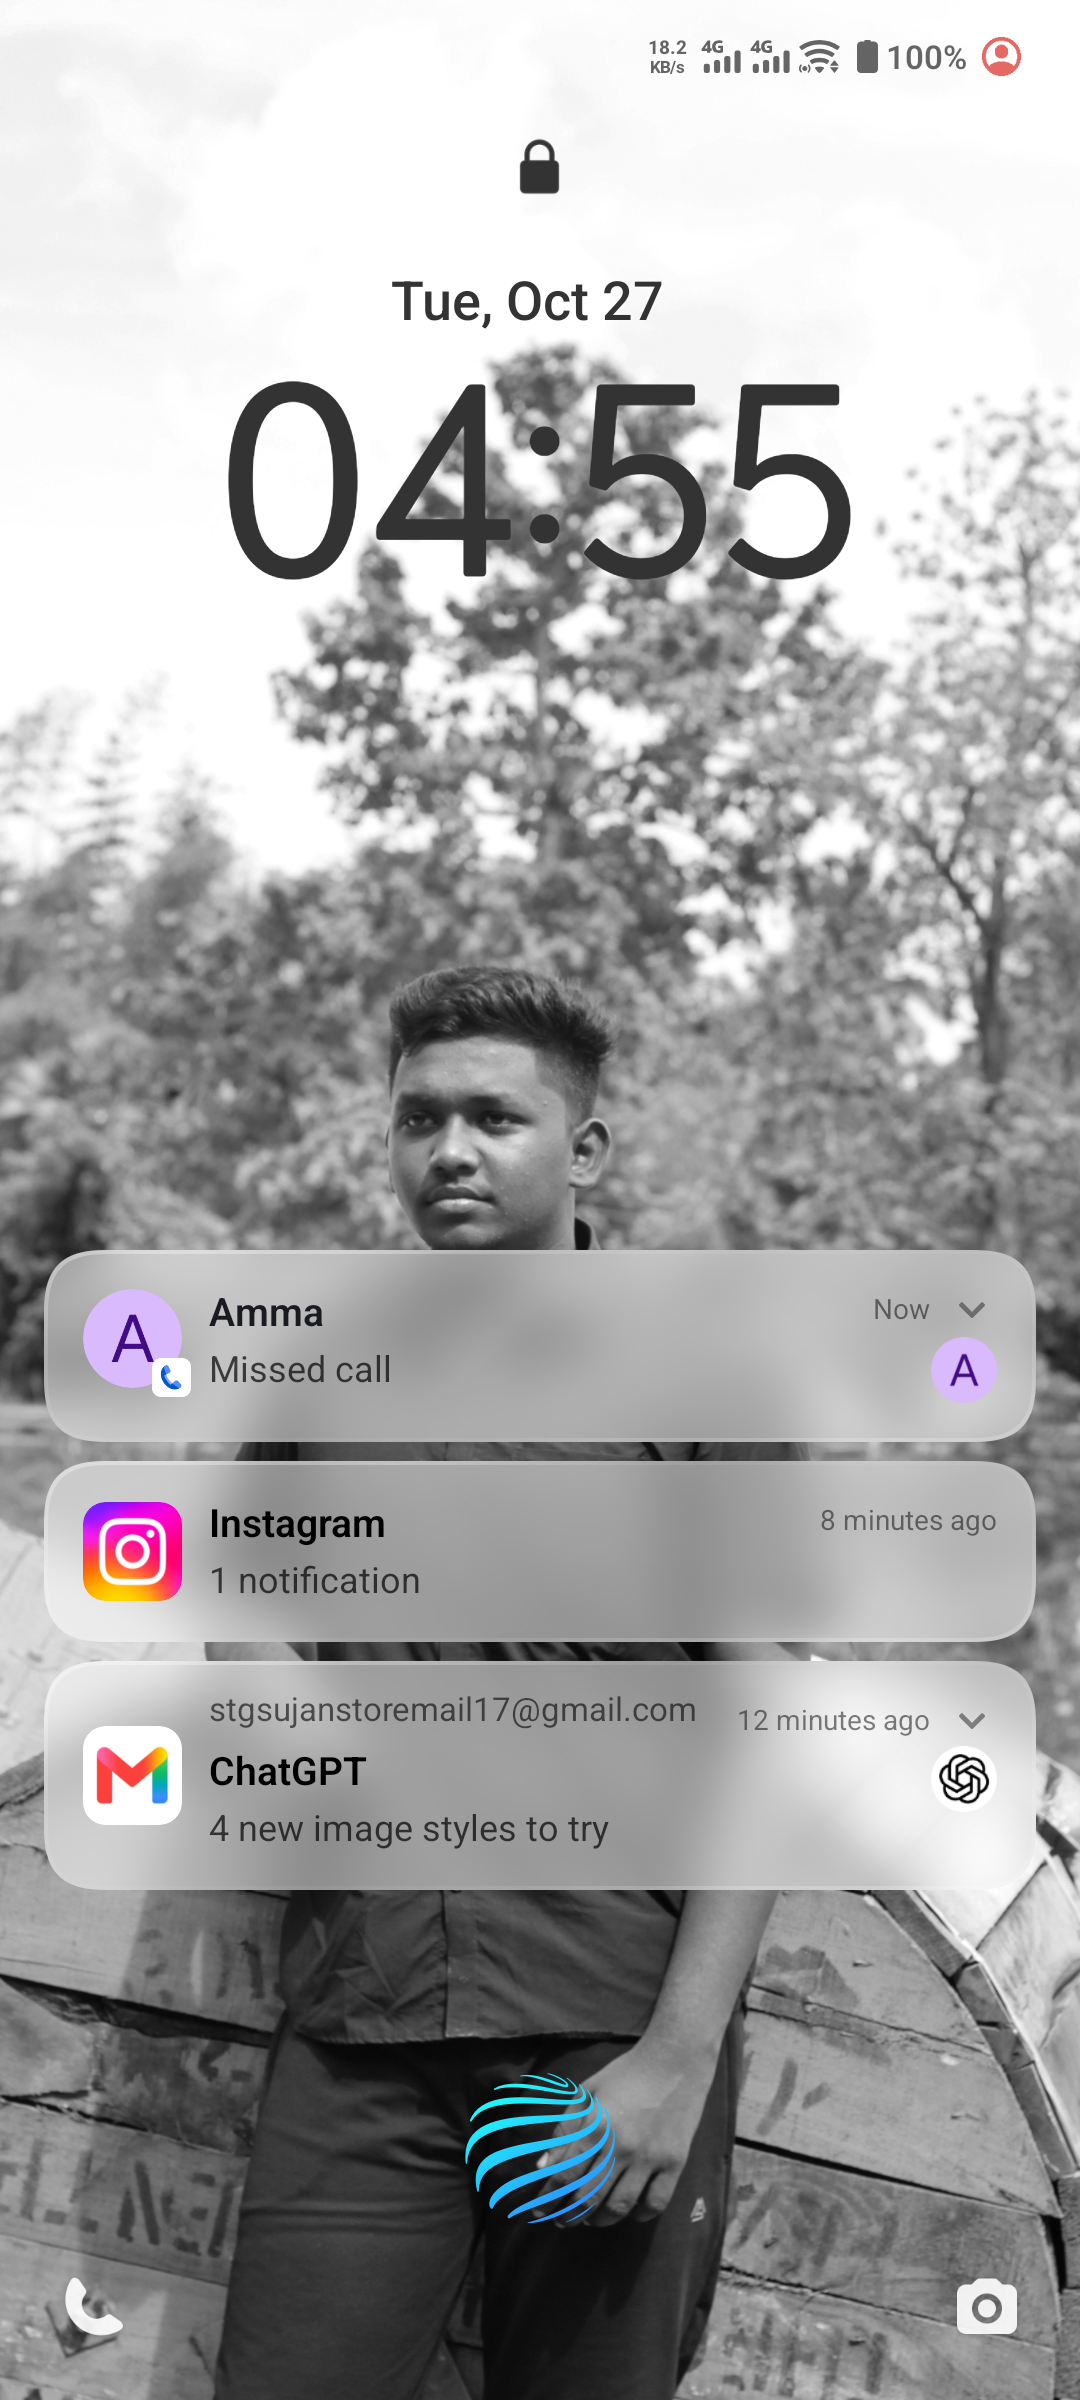 18.2
KB/s
4G
4G
100%
Tue, Oct 27
04:55
A
Amma
Now
Missed call
A
Instagram
8 minutes ago
1 notification
stgsujanstoremail17@gmail.com
12 minutes ago
ChatGPT
4 new image styles to try